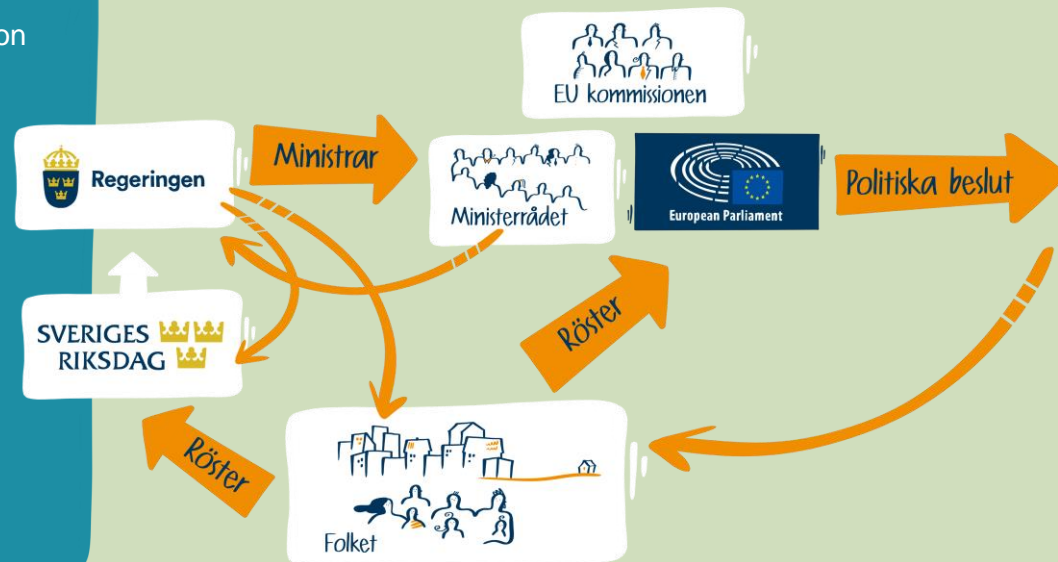 on
EU kommissionen
Regeringen
Ministrar
Ministerrådet
European Parliament
Politiska beslut
SVERIGES
RIKSDAG
Röster
Röster
Folket